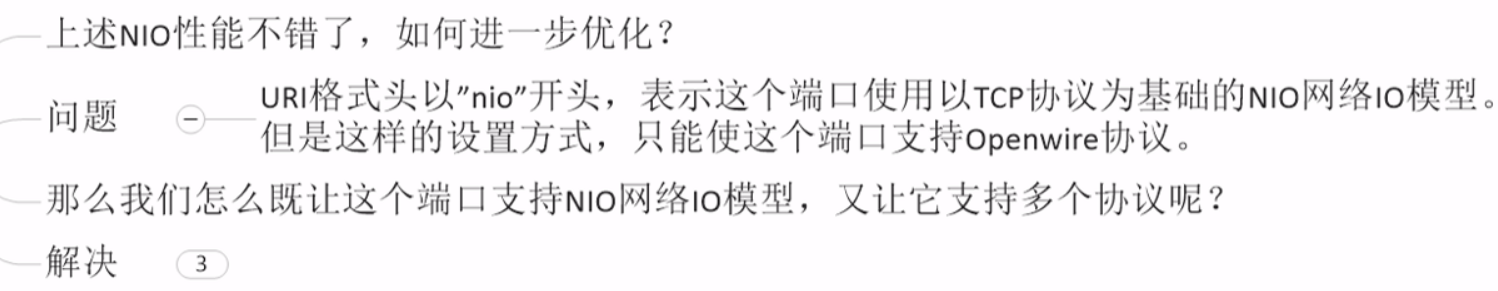 上述NIO性能不错了，如何进一步优化？
问题
URI格式头以”nio”开头，表示这个端口使用以TCP协议为基础的NIO网络IO模型。
但是这样的设置方式，只能使这个端口支持Openwire协议。
那么我们怎么既让这个端口支持NIO网络IO模型，又让它支持多个协议呢？
解决 3